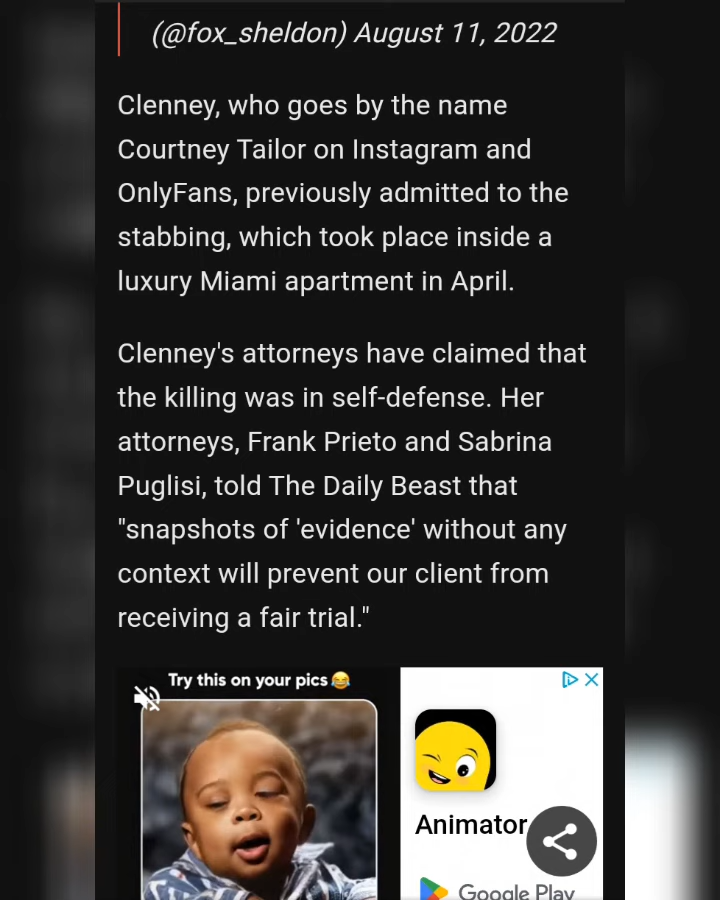 (@fox_sheldon) August 11, 2022
Clenney, who goes by the name
Courtney Tailor on Instagram and
OnlyFans, previously admitted to the
stabbing, which took place inside a
luxury Miami apartment in April.
Clenney's attorneys have claimed that
the killing was in self-defense. Her
attorneys, Frank Prieto and Sabrina
Puglisi, told The Daily Beast that
"snapshots of 'evidence' without any
context will prevent our client from
receiving a fair trial."
Try this on your pics😂
Animator
Google Play